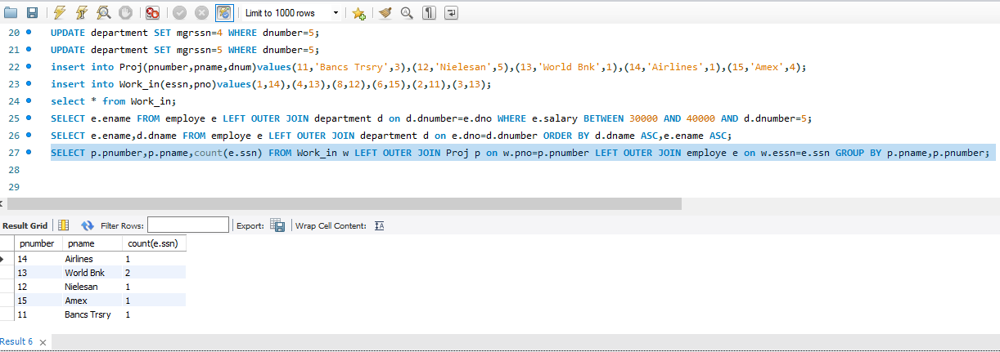 Limit to 1000 rows
20 UPDATE department SET mgrssn=4 WHERE dnumber=5;
21 UPDATE department SET mgrssn=5 WHERE dnumber=5;
22 insert into Proj(pnumber,pname,dnum)values(11,'Bancs Trsry',3),(12,'Nielesan',5),(13,'World Bnk',1),(14,'Airlines',1),(15,'Amex',4);
23 insert into Work_in(essn,pno)values(1,14),(4,13),(8,12),(6,15),(2,11),(3,13);
24 select * from Work_in;
25 SELECT e.ename FROM employe e LEFT OUTER JOIN department d on d.dnumber=e.dno WHERE e.salary BETWEEN 30000 AND 40000 AND d.dnumber=5;
26 SELECT e.ename,d.dname FROM employe e LEFT OUTER JOIN department d on e.dno=d.dnumber ORDER BY d.dname ASC,e.ename ASC;
27 SELECT p.pnumber,p.pname,count(e.ssn) FROM Work_in w LEFT OUTER JOIN Proj p on w.pno=p.pnumber LEFT OUTER JOIN employe e on w.essn=e.ssn GROUP BY p.pname,p.pnumber;
28
29
Result Grid Filter Rows: Export: Wrap Cell Content: IA
pnumber pname count(e.ssn)
14 Airlines 1
13 World Bnk 2
12 Nielesan 1
15 Amex 1
11 Bancs Trsry 1
Result 6